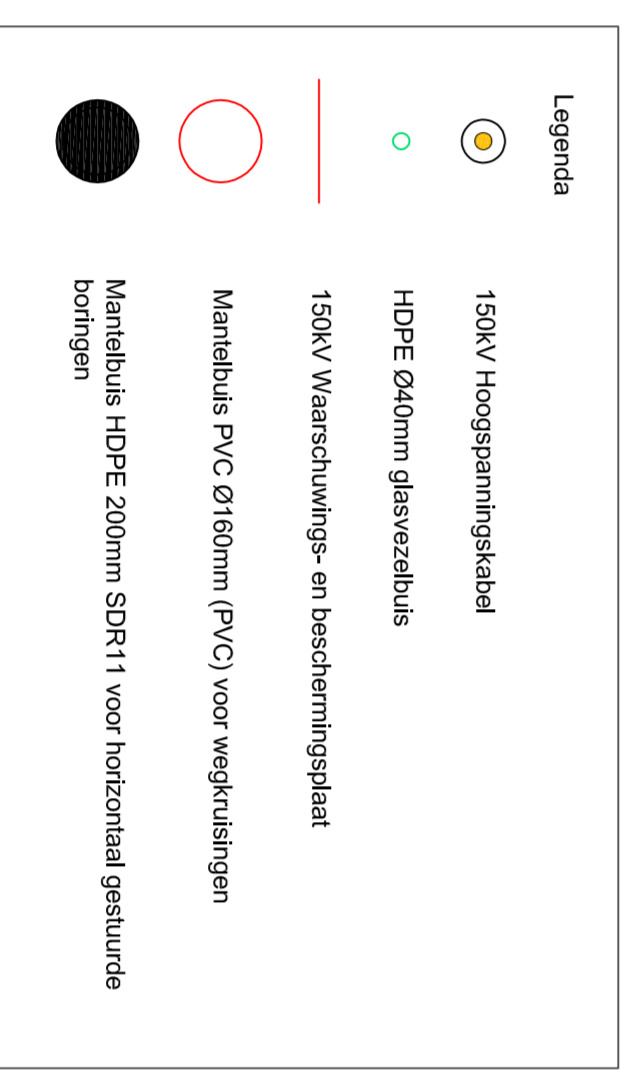 Legenda
150kV Hoogspanningskabel
HDPE Ø40mm glasvezelbuis
150kV Waarschuwings- en beschermingsplaat
Mantelbuis PVC Ø160mm (PVC) voor wegkruisingen
Mantelbuis HDPE 200mm SDR11 voor horizontaal gestuurde
boringen